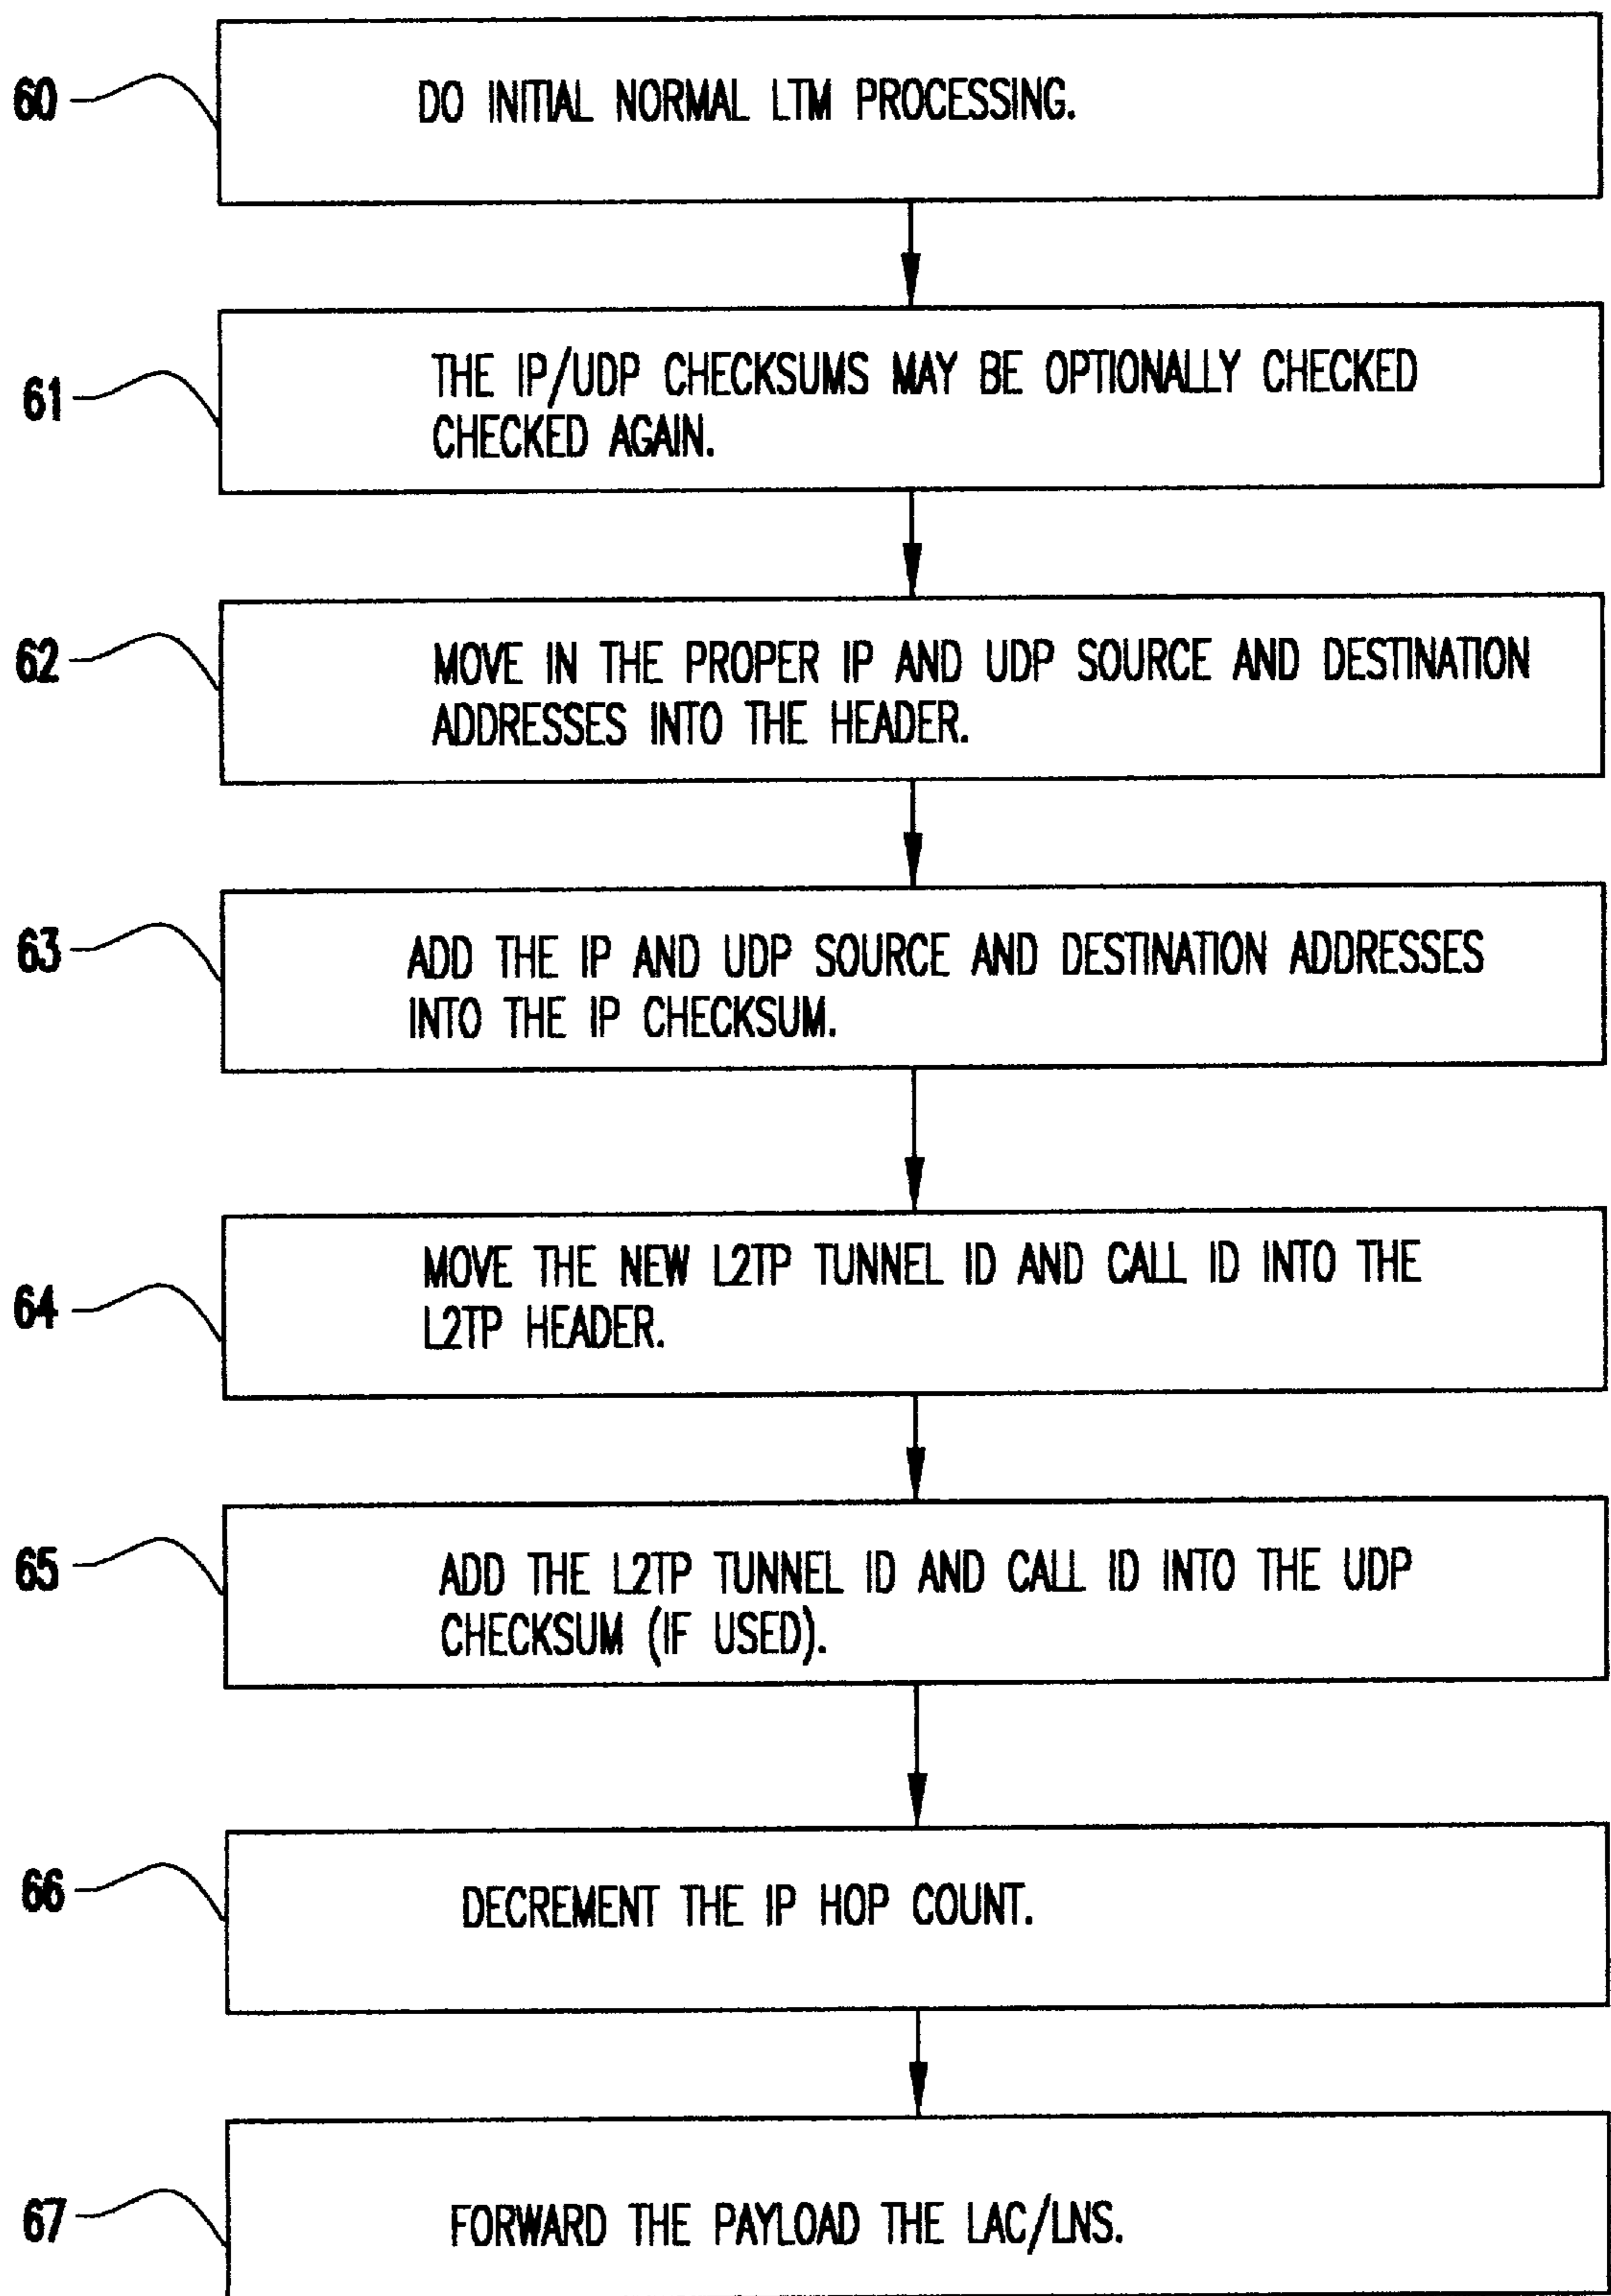 60
DO INITIAL NORMAL LTM PROCESSING.
61
THE IP/UDP CHECKSUMS MAY BE OPTIONALLY CHECKED
CHECKED AGAIN.
62
MOVE IN THE PROPER IP AND UDP SOURCE AND DESTINATION
ADDRESSES INTO THE HEADER.
63
ADD THE IP AND UDP SOURCE AND DESTINATION ADDRESSES
INTO THE IP CHECKSUM.
64
MOVE THE NEW L2TP TUNNEL ID AND CALL ID INTO THE
L2TP HEADER.
65
ADD THE L2TP TUNNEL ID AND CALL ID INTO THE UDP
CHECKSUM (IF USED).
66
DECREMENT THE IP HOP COUNT.
67
FORWARD THE PAYLOAD THE LAC/LNS.